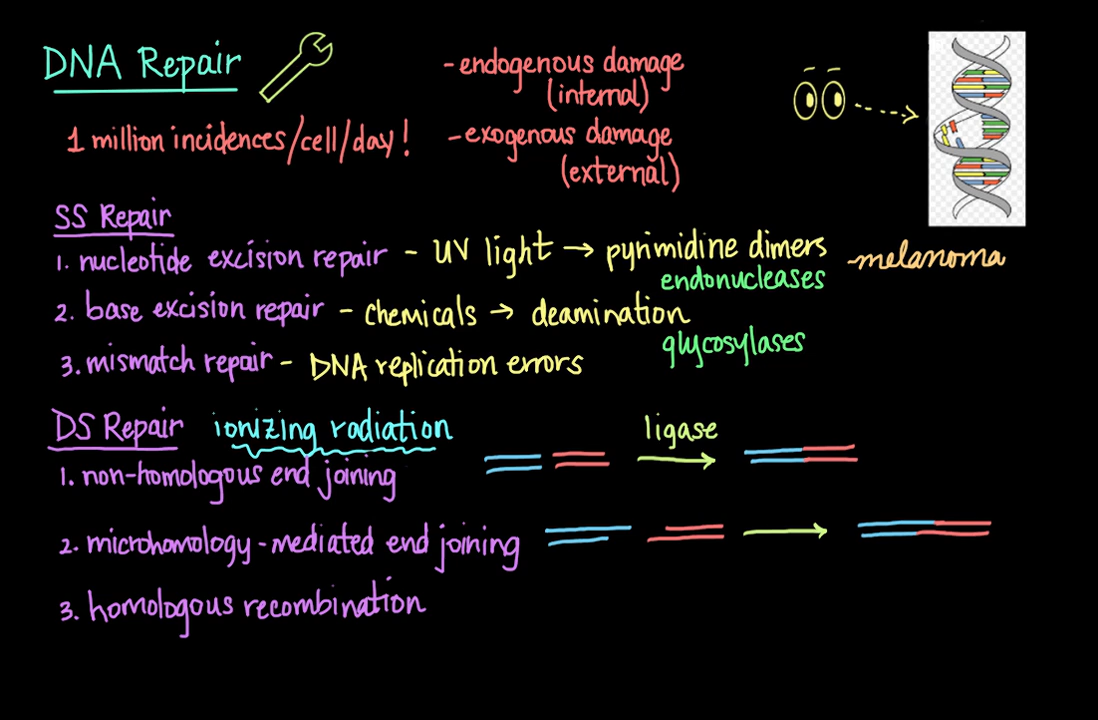 DNA Repair
- endogenous damage
(internal)
1 million incidences/cell/day!
- exogenous damage
(external)
SS Repair
1. nucleotide excision repair - UV light → pyrimidine dimers - melanoma
endonucleases
2. base excision repair - chemicals → deamination
glycosylases
3. mismatch repair - DNA replication errors
DS Repair ionizing radiation
ligase
1. non-homologous end joining
2. microhomology-mediated end joining
3. homologous recombination